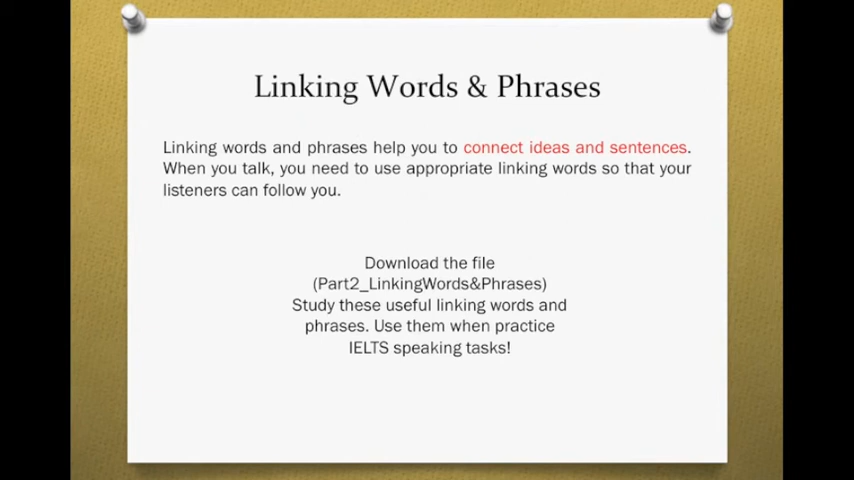 Linking Words & Phrases
Linking words and phrases help you to connect ideas and sentences.
When you talk, you need to use appropriate linking words so that your
listeners can follow you.
Download the file
(Part2_LinkingWords&Phrases)
Study these useful linking words and
phrases. Use them when practice
IELTS speaking tasks!